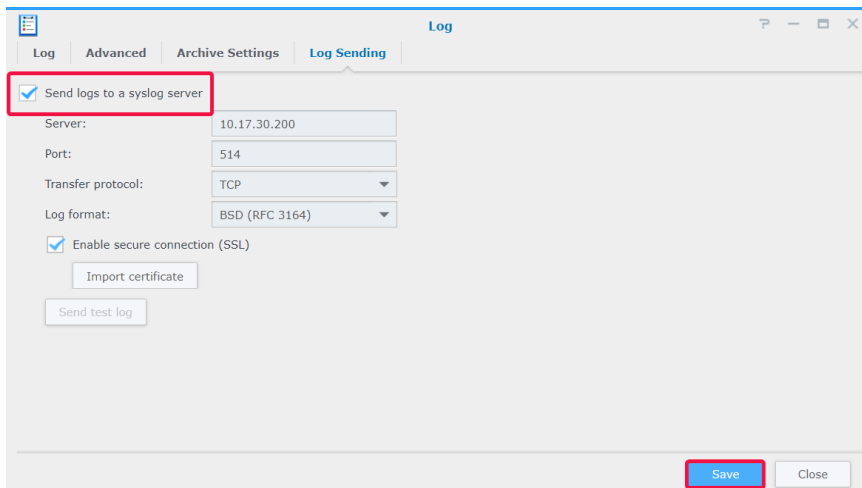 Log
Log Advanced Archive Settings Log Sending
Send logs to a syslog server
Server: 10.17.30.200
Port: 514
Transfer protocol: TCP
Log format: BSD (RFC 3164)
Enable secure connection (SSL)
Import certificate
Send test log
Save Close